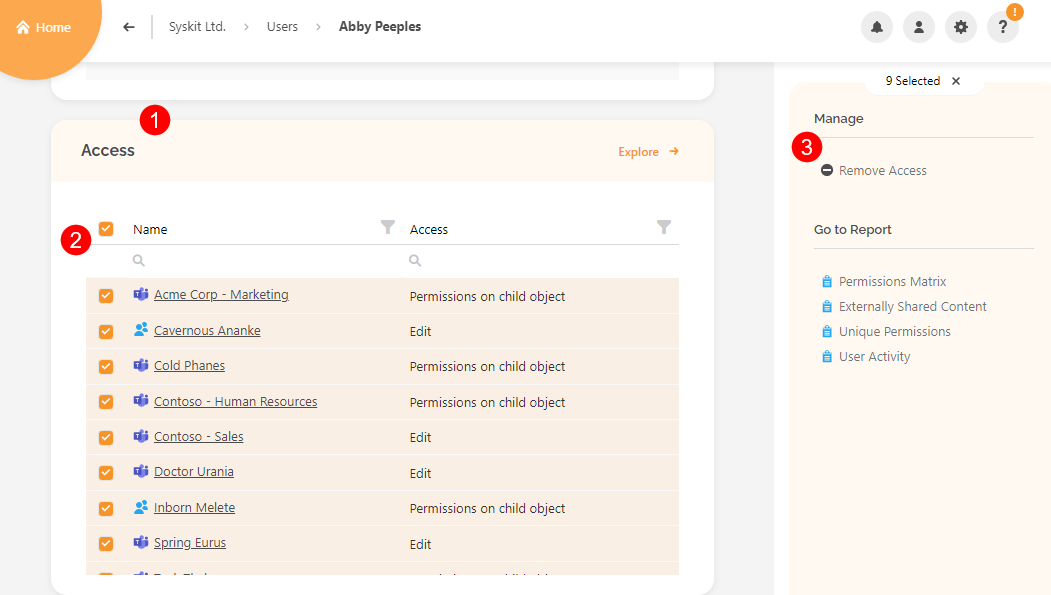 Home
Syskit Ltd. > Users > Abby Peeples
!
?
9 Selected ×
1
Access
Explore →
Manage
3
Remove Access
2
Name Access
Go to Report
Acme Corp - Marketing Permissions on child object
Permissions Matrix
Cavernous Ananke Edit
Externally Shared Content
Unique Permissions
Cold Phanes Permissions on child object
User Activity
Contoso - Human Resources Permissions on child object
Contoso - Sales Edit
Doctor Urania Edit
Inborn Melete Permissions on child object
Spring Eurus Edit